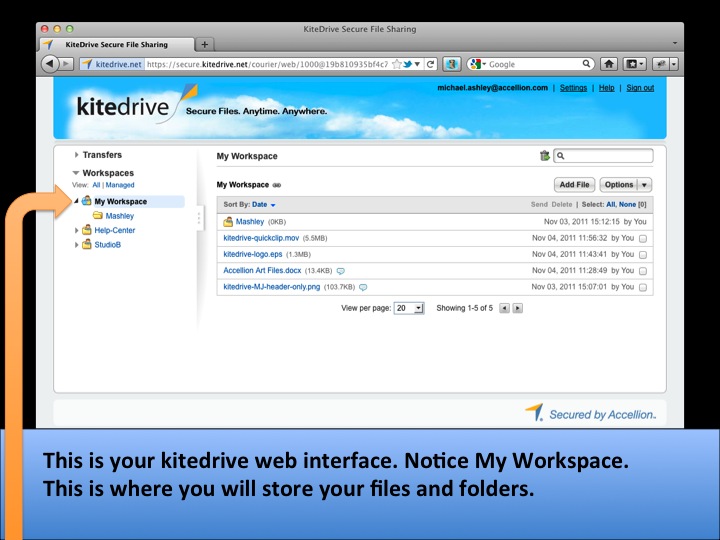 KiteDrive Secure File Sharing
KiteDrive Secure File Sharing
kitedrive.net https://secure.kitedrive.net/courier/web/1000@19b810935bf4c7
Google
michael.ashley@accellion.com | Settings | Help | Sign out
kitedrive Secure Files. Anytime. Anywhere.
Transfers
Workspaces
View: All | Managed
My Workspace
Mashley
Help-Center
StudioB
My Workspace
My Workspace
Add File Options
Sort By: Date Send Delete | Select: All, None [0]
Mashley (0KB) Nov 03, 2011 15:12:15 by You
kitedrive-quickclip.mov (5.5MB) Nov 04, 2011 11:56:32 by You
kitedrive-logo.eps (1.3MB) Nov 04, 2011 11:43:41 by You
Accellion Art Files.docx (13.4KB) Nov 04, 2011 11:28:49 by You
kitedrive-MJ-header-only.png (103.7KB) Nov 03, 2011 15:07:01 by You
View per page: 20 Showing 1-5 of 5
Secured by Accellion.
This is your kitedrive web interface. Notice My Workspace.
This is where you will store your files and folders.